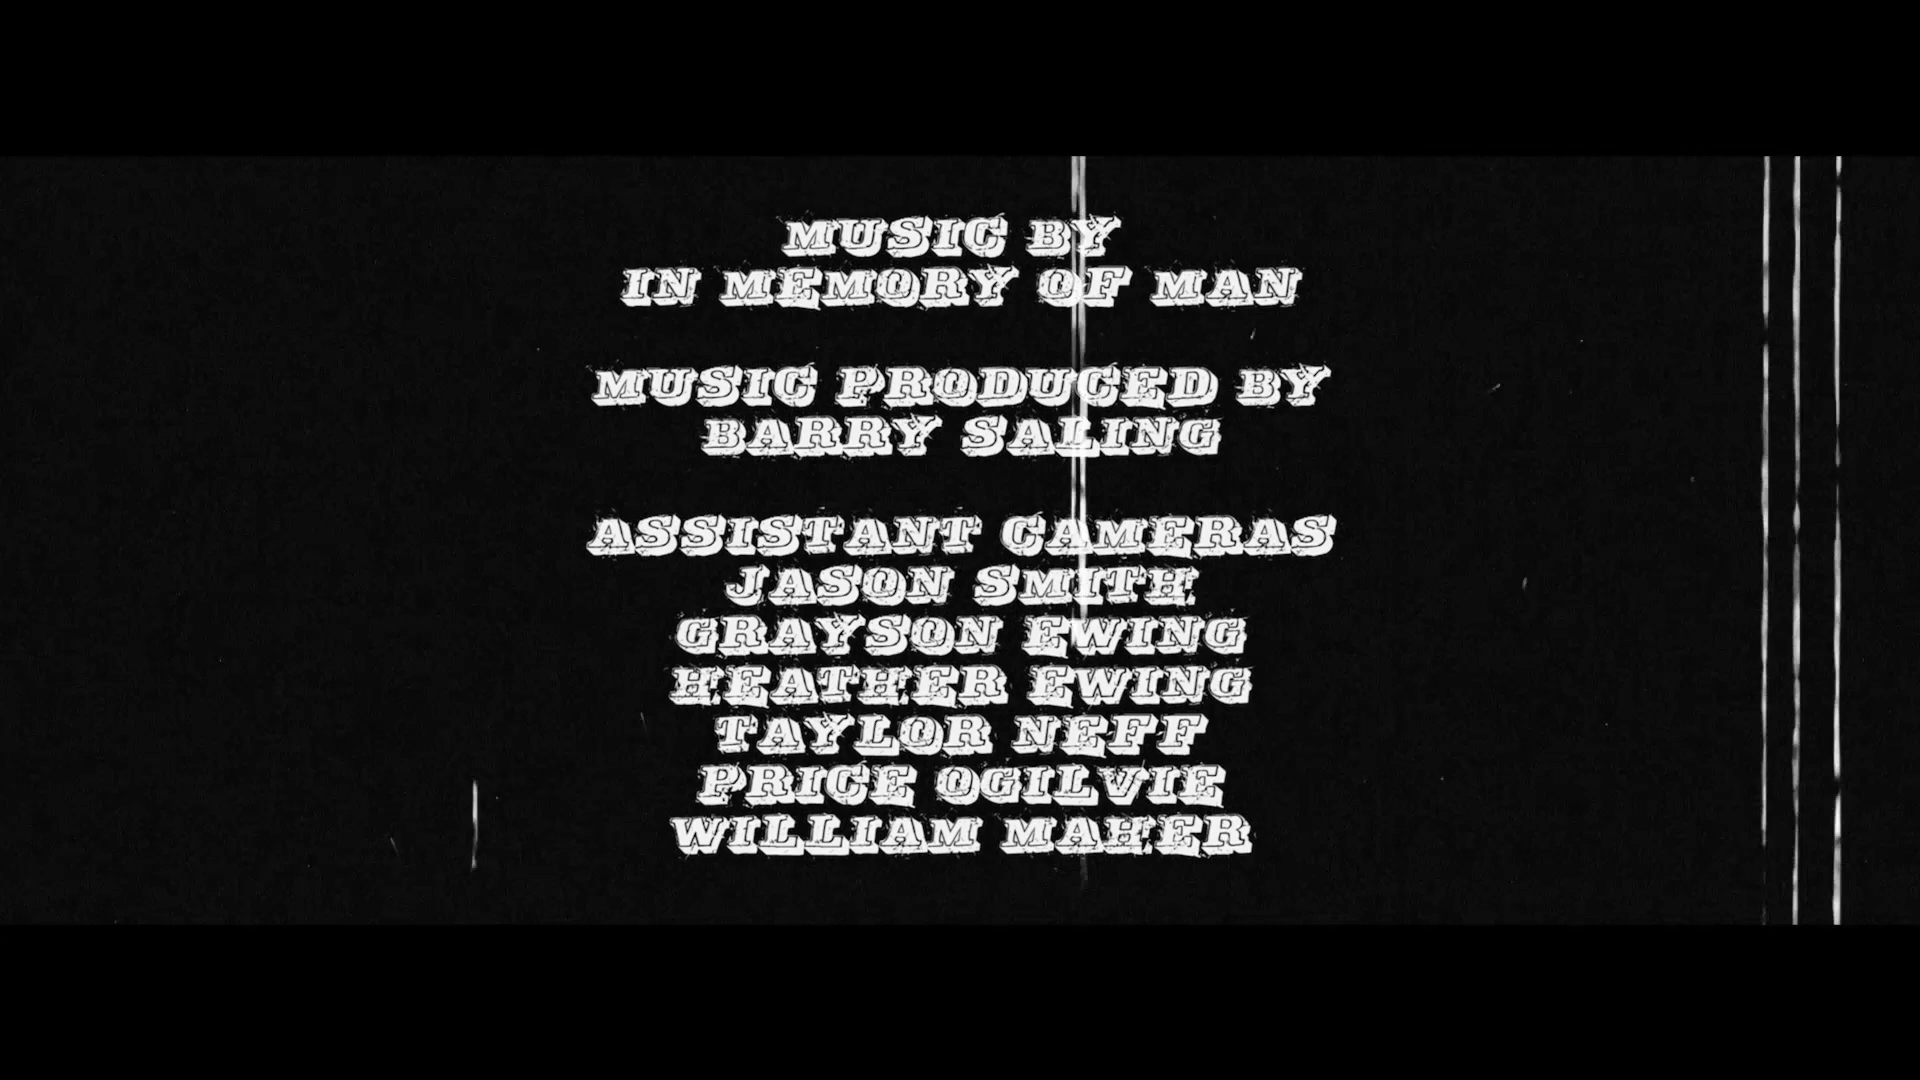 MUSIC BY
IN MEMORY OF MAN
MUSIC PRODUCED BY
BARRY SALING
ASSISTANT CAMERAS
JASON SMITH
GRAYSON EWING
HEATHER EWING
TAYLOR NEFF
PRICE OGILVIE
WILLIAM MAHER